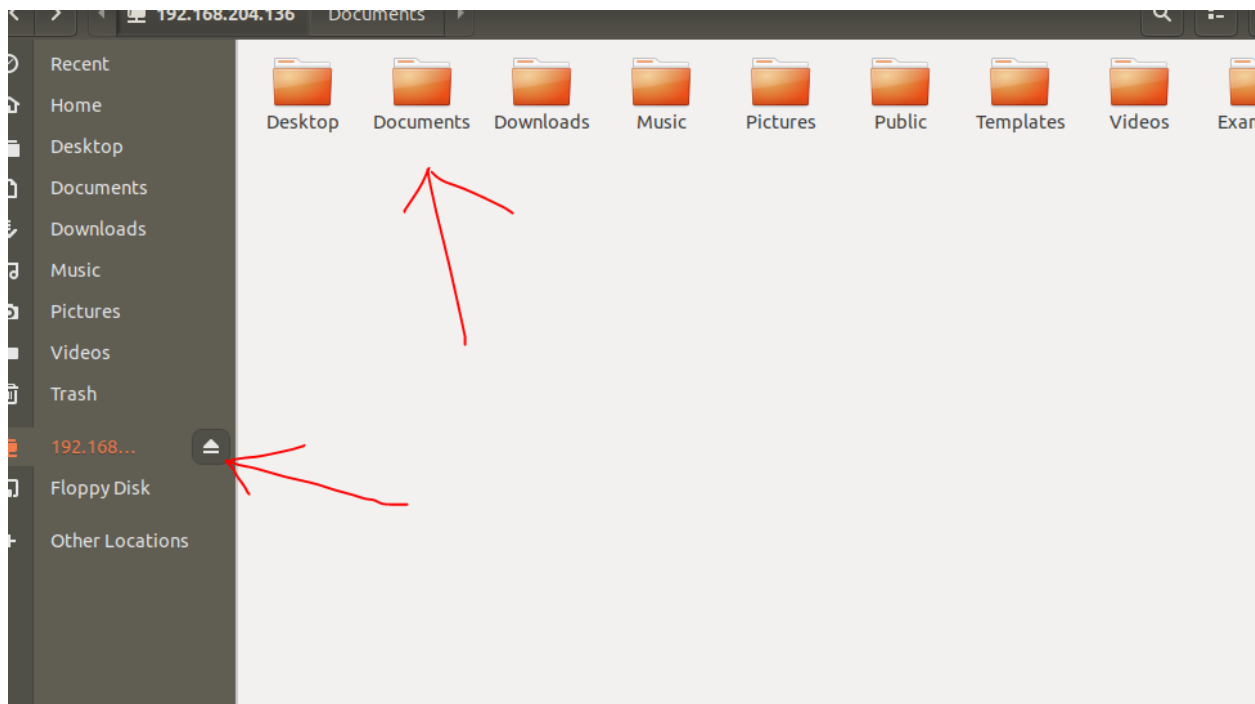 192.168.204.136 Documents
Recent
Home
Desktop
Documents
Downloads
Music
Pictures
Videos
Trash
192.168...
Floppy Disk
Other Locations
Desktop Documents Downloads Music Pictures Public Templates Videos Exam